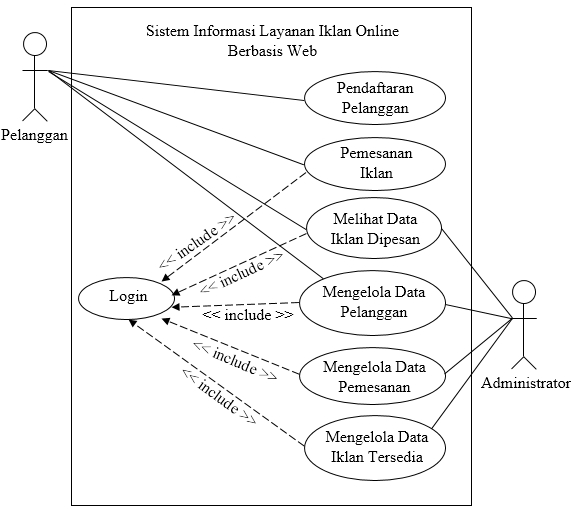 Sistem Informasi Layanan Iklan Online
Berbasis Web
Pelanggan
Pendaftaran
Pelanggan
Pemesanan
Iklan
Melihat Data
Iklan Dipesan
<< include >>
<< include >>
Login
<< include >>
Mengelola Data
Pelanggan
<< include >>
Mengelola Data
Pemesanan
<< include >>
Mengelola Data
Iklan Tersedia
Administrator